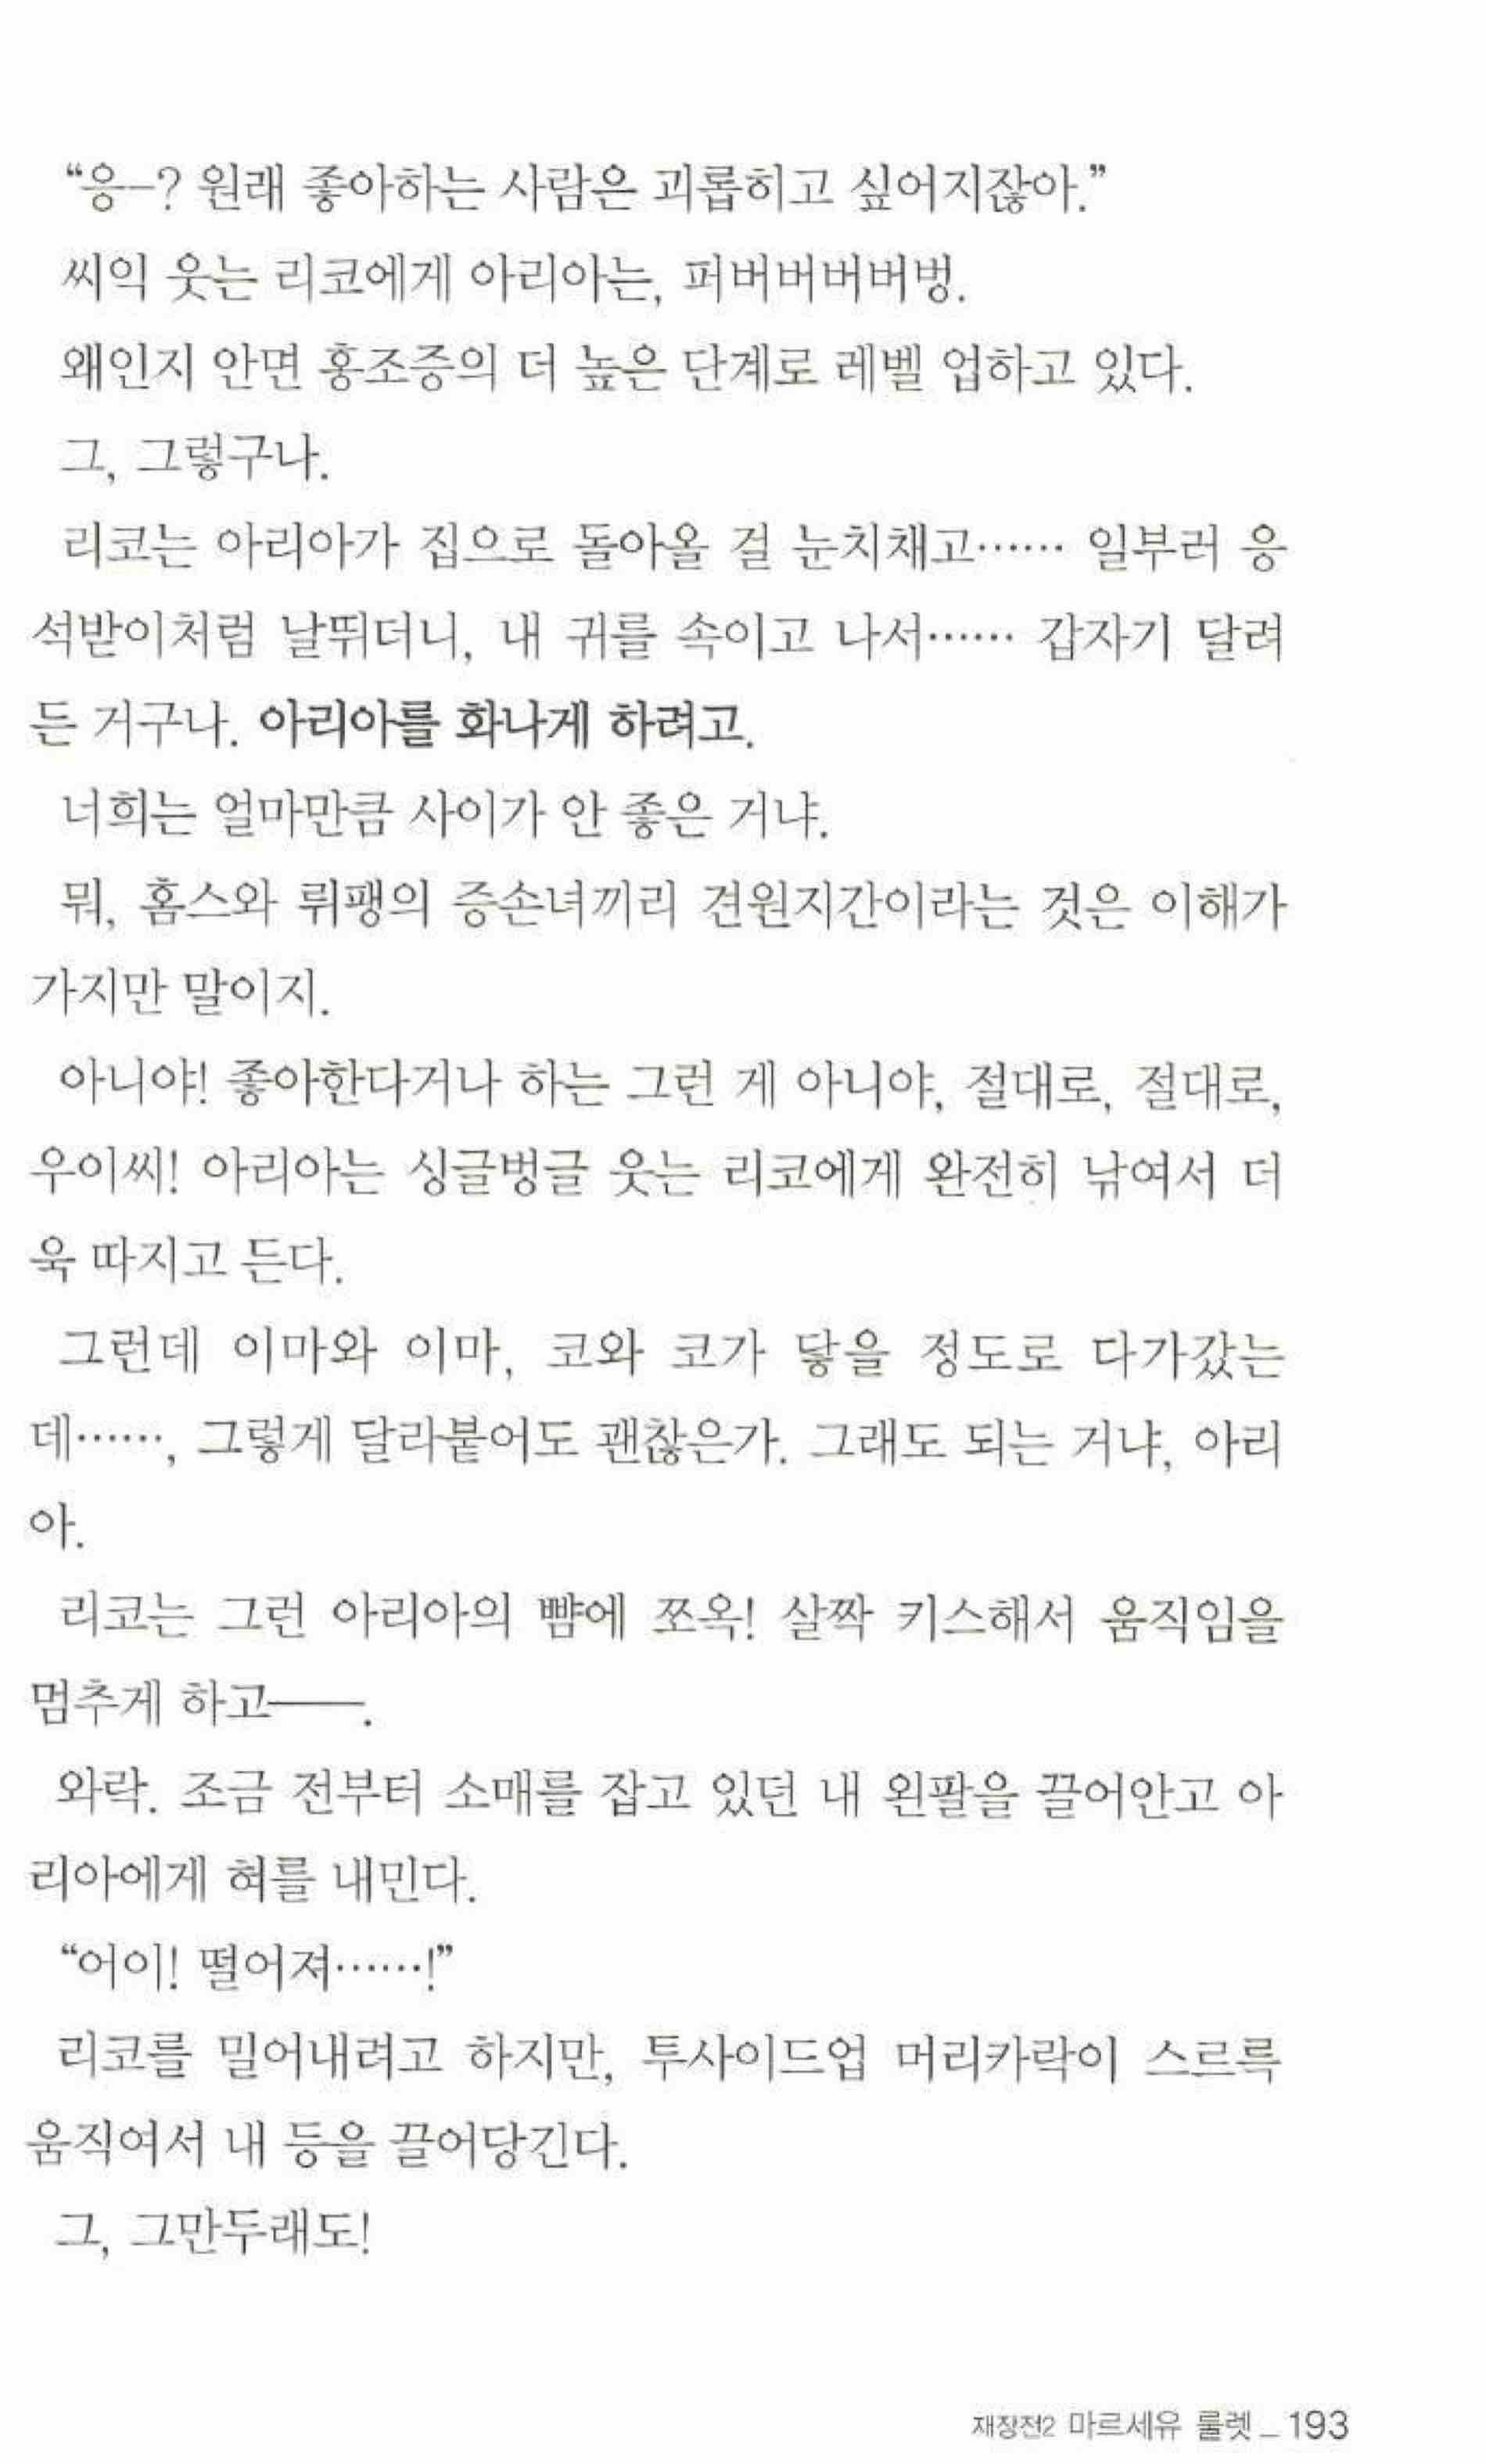 “응-? 원래 좋아하는 사람은 괴롭히고 싶어지잖아.”
씨익 웃는 리코에게 아리아는, 퍼버버버버벙.
왜인지 안면 홍조증의 더 높은 단계로 레벨 업하고 있다.
그, 그렇구나.
리코는 아리아가 집으로 돌아올 걸 눈치채고…… 일부러 응
석받이처럼 날뛰더니, 내 귀를 속이고 나서…… 갑자기 달려
든 거구나. 아리아를 화나게 하려고.
너희는 얼마만큼 사이가 안 좋은 거냐.
뭐, 홈스와 뤼팽의 증손녀끼리 견원지간이라는 것은 이해가
가지만 말이지.
아니야! 좋아한다거나 하는 그런 게 아니야, 절대로, 절대로,
우이씨! 아리아는 싱글벙글 웃는 리코에게 완전히 낚여서 더
욱 따지고 든다.
그런데 이마와 이마, 코와 코가 닿을 정도로 다가갔는
데……, 그렇게 달라붙어도 괜찮은가. 그래도 되는 거냐, 아리
아.
리코는 그런 아리아의 뺨에 쪼옥! 살짝 키스해서 움직임을
멈추게 하고──.
와락. 조금 전부터 소매를 잡고 있던 내 왼팔을 끌어안고 아
리아에게 혀를 내민다.
“어이! 떨어져……!”
리코를 밀어내려고 하지만, 투사이드업 머리카락이 스르륵
움직여서 내 등을 끌어당긴다.
그, 그만두래도!
재장전2 마르세유 룰렛 _ 193